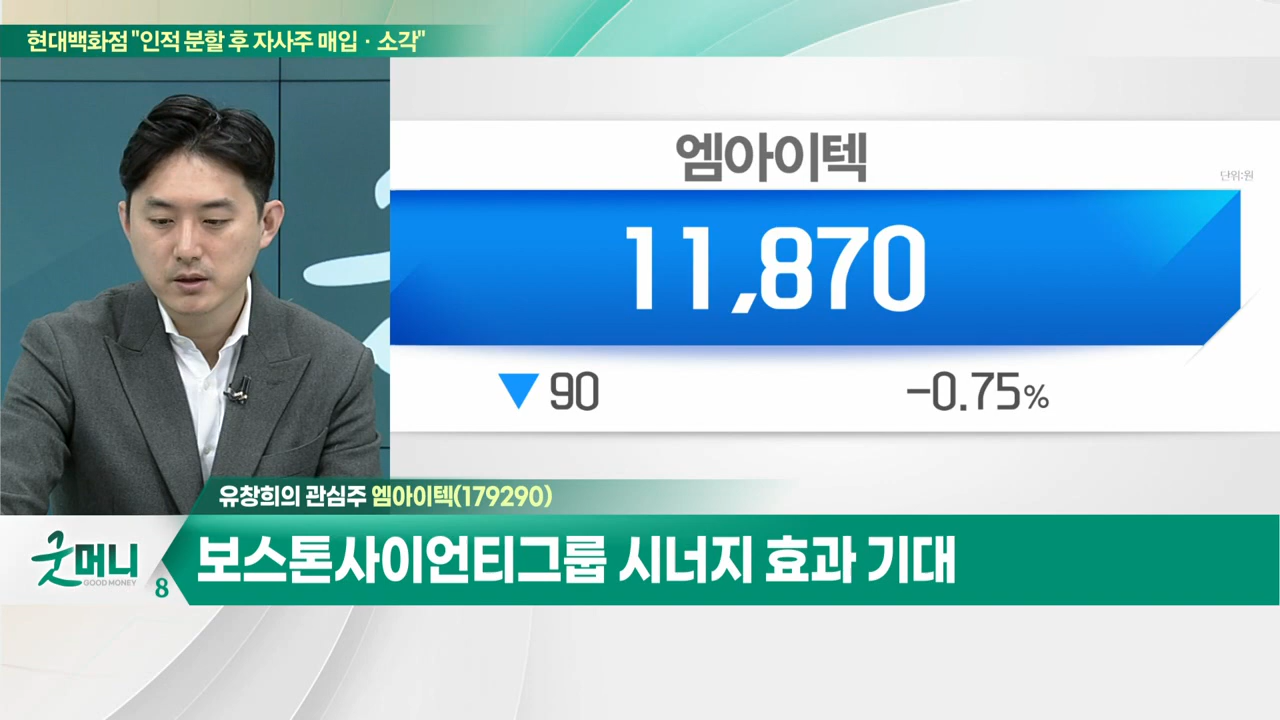 현대백화점 "인적 분할 후 자사주 매입·소각"
엠아이텍
단위:원
11,870
▼ 90 -0.75%
유창희의 관심주 엠아이텍(179290)
굿머니
GOOD MONEY
8
보스톤사이언티그룹 시너지 효과 기대